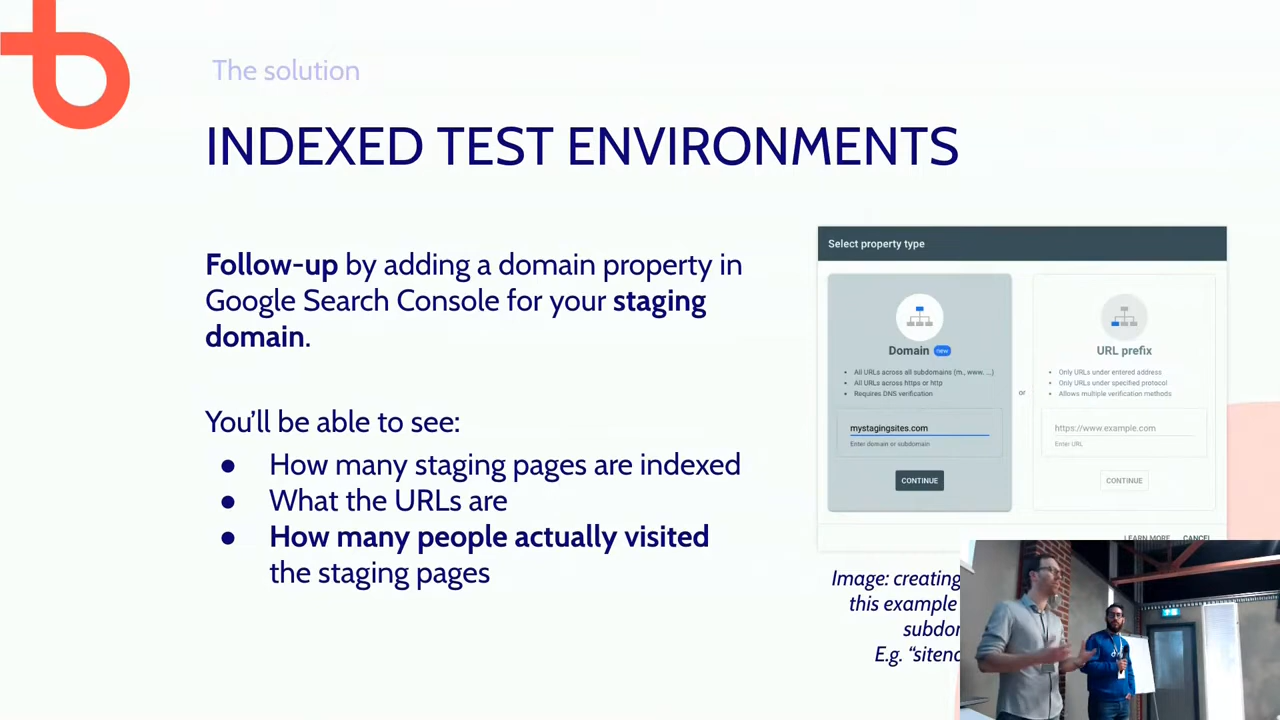 The solution
INDEXED TEST ENVIRONMENTS
Follow-up by adding a domain property in
Google Search Console for your staging
domain.
You'll be able to see:
● How many staging pages are indexed
● What the URLs are
● How many people actually visited
the staging pages
Select property type
Domain new
• All URLs across all subdomains (m., www. ...)
• All URLs across https or http
• Requires DNS verification
mystagingsites.com
Enter domain or subdomain
CONTINUE
or
URL prefix
• Only URLs under entered address
• Only URLs under specified protocol
• Allows multiple verification methods
https://www.example.com
Enter URL
CONTINUE
LEARN MORE CANCEL
Image: creating
this example
subdo
E.g. “siten